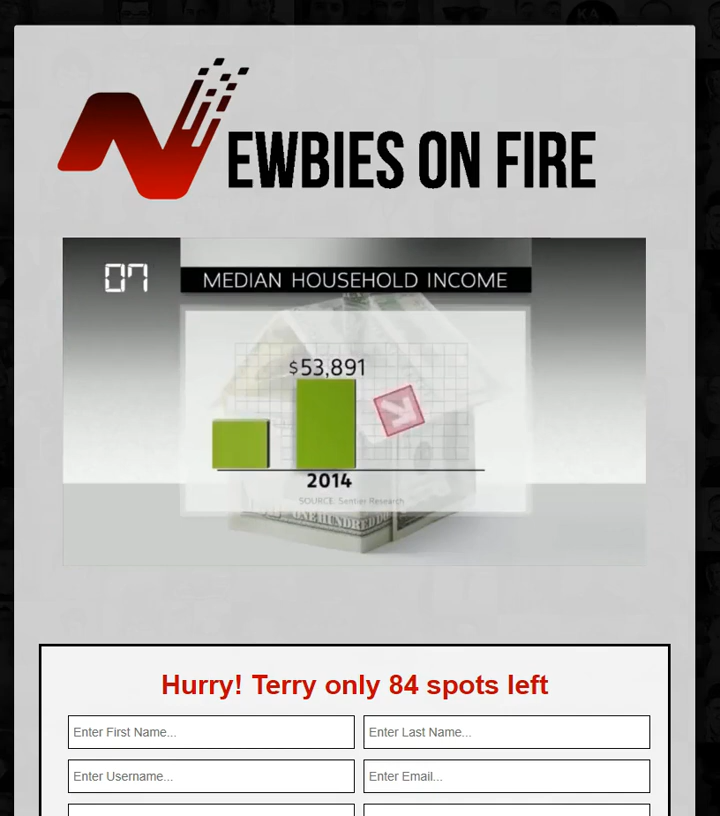 NEWBIES ON FIRE
07
MEDIAN HOUSEHOLD INCOME
$53,891
2014
SOURCE: Sentier Research
Hurry! Terry only 84 spots left
Enter First Name... Enter Last Name...
Enter Username... Enter Email...